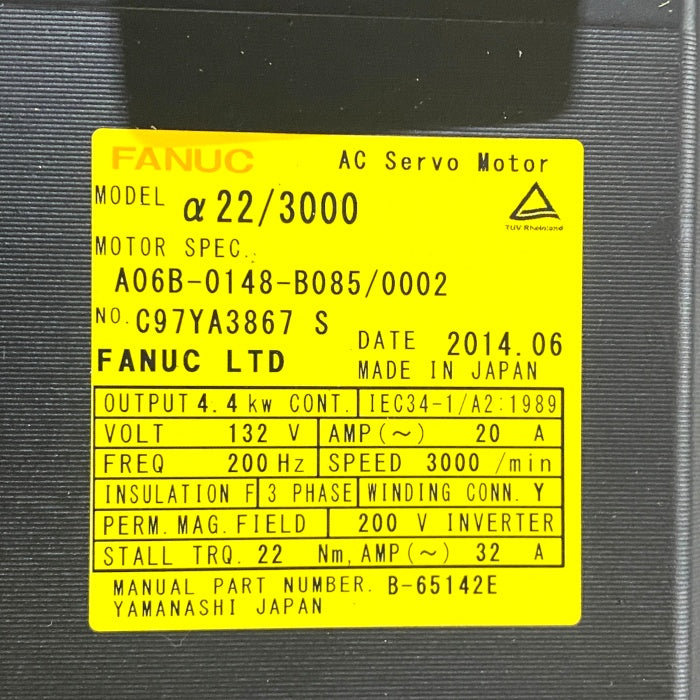 FANUC AC Servo Motor
MODEL α22/3000
TUV Rheinland
MOTOR SPEC.
A06B-0148-B085/0002
NO. C97YA3867 S
DATE 2014.06
FANUC LTD MADE IN JAPAN
OUTPUT 4.4 kw CONT. IEC34-1/A2:1989
VOLT 132 V AMP(~) 20 A
FREQ 200 Hz SPEED 3000 /min
INSULATION F 3 PHASE WINDING CONN. Y
PERM. MAG. FIELD 200 V INVERTER
STALL TRQ. 22 Nm, AMP(~) 32 A
MANUAL PART NUMBER. B-65142E
YAMANASHI JAPAN